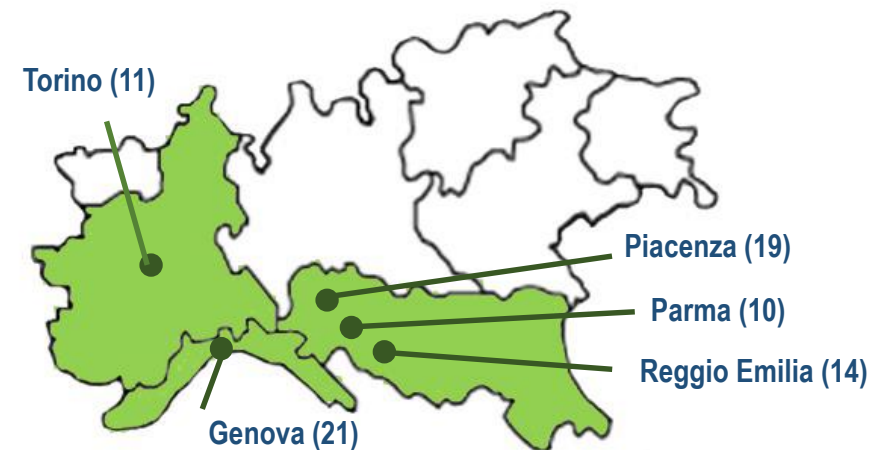 Torino (11)
Piacenza (19)
Parma (10)
Reggio Emilia (14)
Genova (21)